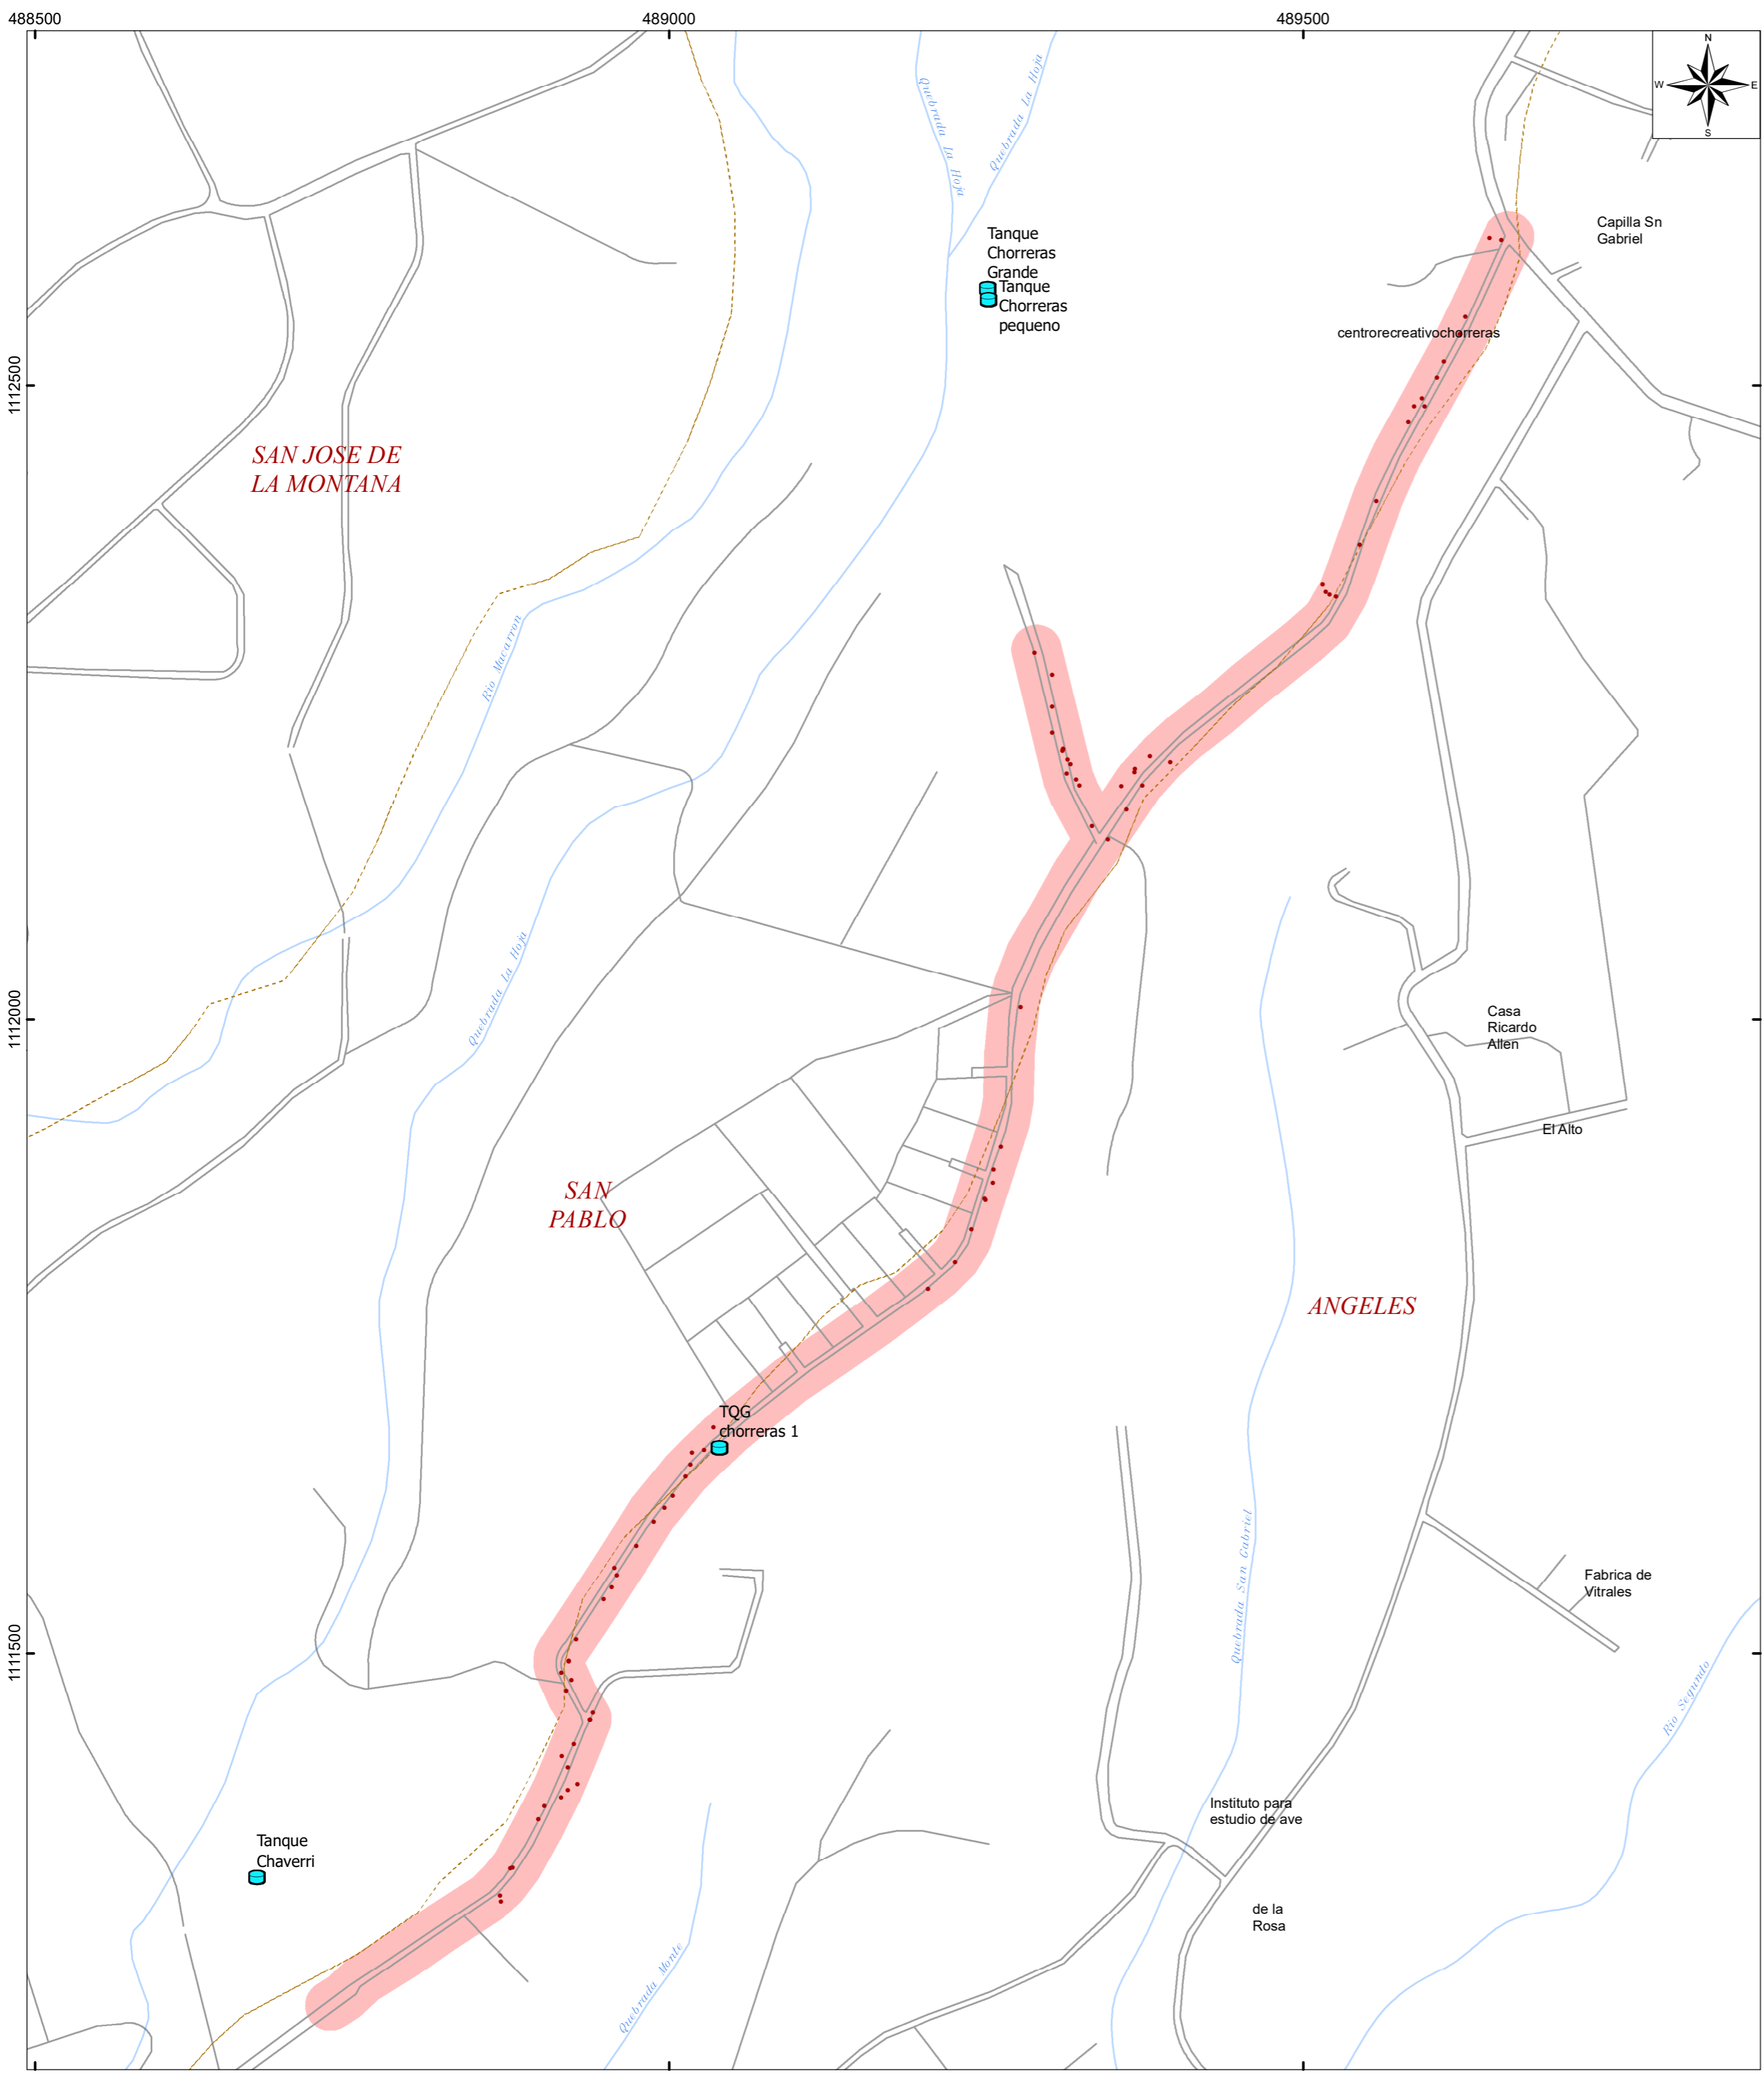 488500
489000
489500
N
W
E
S
Quebrada La Hoja
Quebrada La Hoja
Capilla Sn
Gabriel
Tanque
Chorreras
Grande
Tanque
Chorreras
pequeno
centrorecreativochorreras
1112500
SAN JOSE DE
LA MONTANA
Rio Macarron
Quebrada La Hoja
1112000
Casa
Ricardo
Allen
El Alto
SAN
PABLO
ANGELES
TQG
chorreras 1
Quebrada San Gabriel
Fabrica de
Vitrales
1111500
Rio Segundo
Instituto para
estudio de ave
Tanque
Chaverri
de la
Rosa
Quebrada Monte